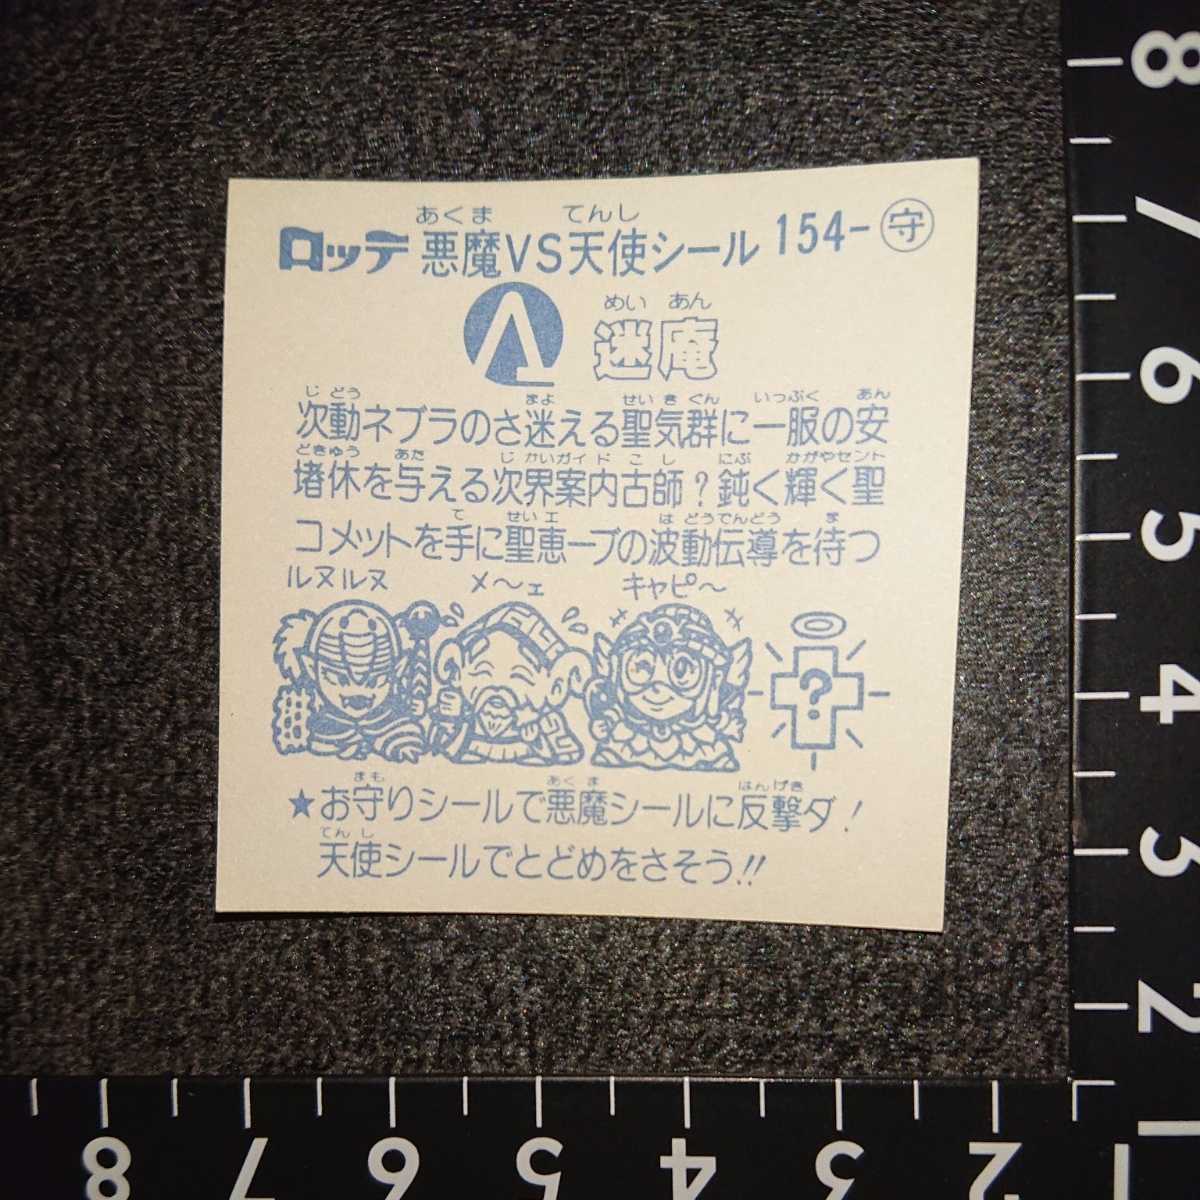 あくま てんし
ロッテ 悪魔VS天使シール 154-守
めい あん
迷庵
じ どう まよ せい き ぐん いっぷく あん
次動ネブラのさ迷える聖気群に一服の安
どきゅう あた じ かいガイド こ し にぶ かがや セント
堵休を与える次界案内古師?鈍く輝く聖
て せい エ は どうでんどう ま
コメットを手に聖恵ーブの波動伝導を待つ
ルヌルヌ メ〜ェ キャピ〜
?
まも あく ま はんげき
★お守りシールで悪魔シールに反撃ダ!
てん し
天使シールでとどめをさそう!!
8
7
6
5
4
3
2
1
8 7 6 5 4 3 2 1